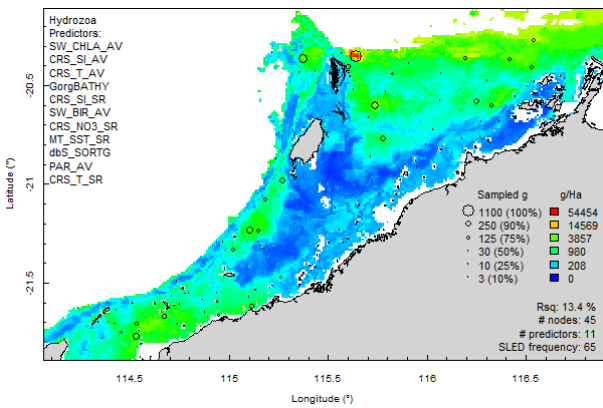 Hydrozoa
Predictors:
SW_CHLA_AV
CRS_SI_AV
CRS_T_AV
GorgBATHY
CRS_SI_SR
SW_BIR_AV
CRS_NO3_SR
MT_SST_SR
dbS_SORTG
PAR_AV
CRS_T_SR
-20.5
-21
-21.5
Latitude (°)
Sampled g g/Ha
1100 (100%) 54454
250 (90%) 14569
125 (75%) 3857
30 (50%) 980
10 (25%) 208
3 (10%) 0
Rsq: 13.4 %
# nodes: 45
# predictors: 11
SLED frequency: 65
114.5 115 115.5 116 116.5
Longitude (°)